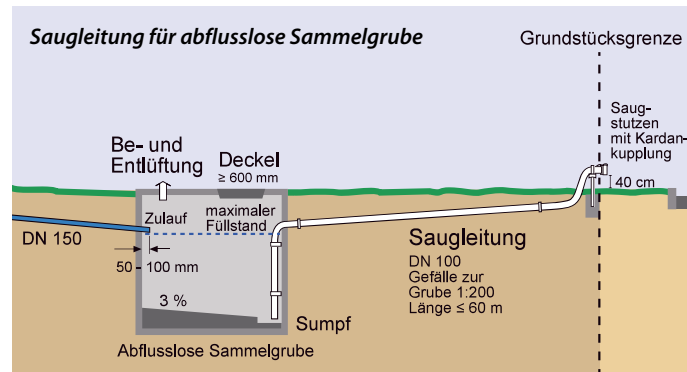 Saugleitung für abflusslose Sammelgrube
Grundstücksgrenze
Saug-
stutzen
mit Kardan-
kupplung
40 cm
Be- und
Entlüftung
Deckel
≥ 600 mm
Zulauf
maximaler
Füllstand
DN 150
50 - 100 mm
3 %
Sumpf
Abflusslose Sammelgrube
Saugleitung
DN 100
Gefälle zur
Grube 1:200
Länge ≤ 60 m